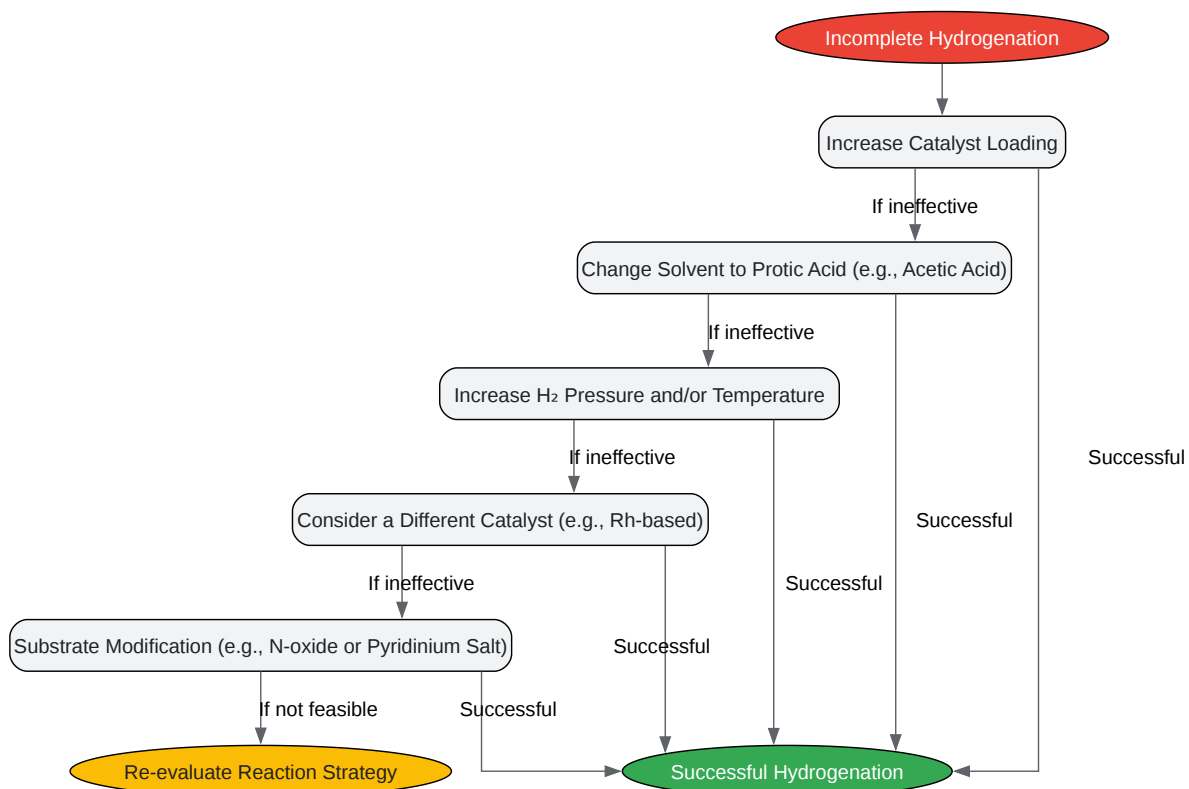 Incomplete Hydrogenation
Increase Catalyst Loading
If ineffective
Change Solvent to Protic Acid (e.g., Acetic Acid)
If ineffective
Increase H₂ Pressure and/or Temperature
If ineffective
Successful
Consider a Different Catalyst (e.g., Rh-based)
Successful
If ineffective
Successful
Substrate Modification (e.g., N-oxide or Pyridinium Salt)
Successful
If not feasible
Successful
Re-evaluate Reaction Strategy
Successful Hydrogenation